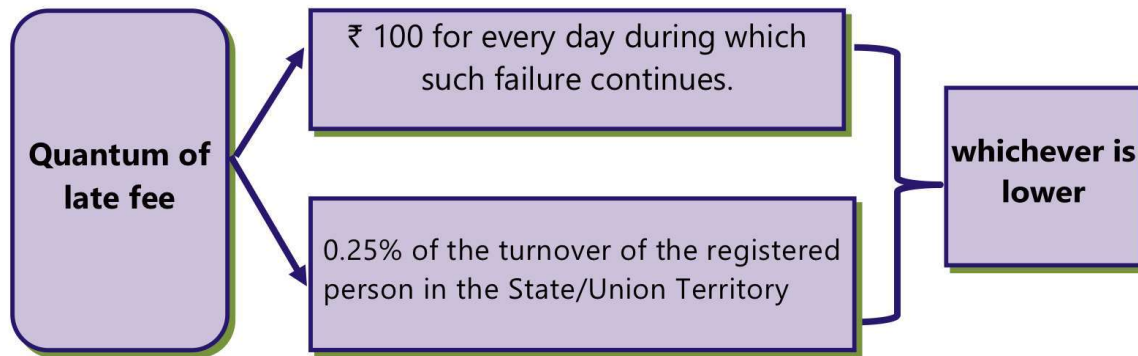 Quantum of
late fee
₹ 100 for every day during which
such failure continues.
0.25% of the turnover of the registered
person in the State/Union Territory
whichever is
lower